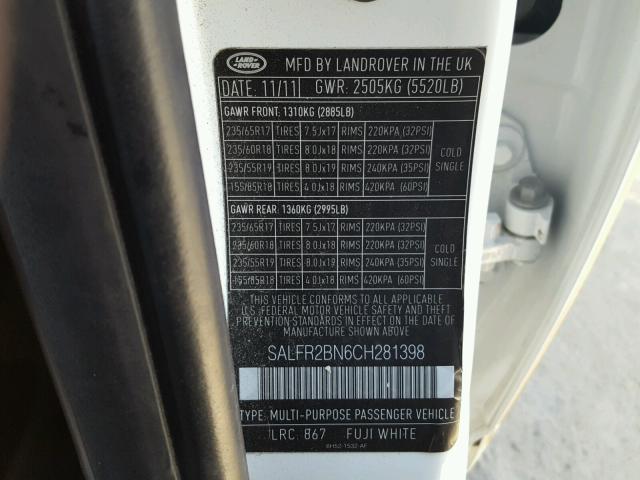 LAND
ROVER
MFD BY LANDROVER IN THE UK
DATE: 11/11 GWR: 2505KG (5520LB)
GAWR FRONT: 1310KG (2885LB)
235/65R17 TIRES 7.5Jx17 RIMS 220KPA (32PSI)
235/60R18 TIRES 8.0Jx18 RIMS 220KPA (32PSI)
235/55R19 TIRES 8.0Jx19 RIMS 240KPA (35PSI)
155/85R18 TIRES 4.0Jx18 RIMS 420KPA (60PSI)
COLD
SINGLE
GAWR REAR: 1360KG (2995LB)
235/65R17 TIRES 7.5Jx17 RIMS 220KPA (32PSI)
235/60R18 TIRES 8.0Jx18 RIMS 220KPA (32PSI)
235/55R19 TIRES 8.0Jx19 RIMS 240KPA (35PSI)
155/85R18 TIRES 4.0Jx18 RIMS 420KPA (60PSI)
COLD
SINGLE
THIS VEHICLE CONFORMS TO ALL APPLICABLE
U.S. FEDERAL MOTOR VEHICLE SAFETY AND THEFT
PREVENTION STANDARDS IN EFFECT ON THE DATE OF
MANUFACTURE SHOWN ABOVE.
SALFR2BN6CH281398
TYPE: MULTI-PURPOSE PASSENGER VEHICLE
LRC: 867 FUJI WHITE
6H52-1532-AF